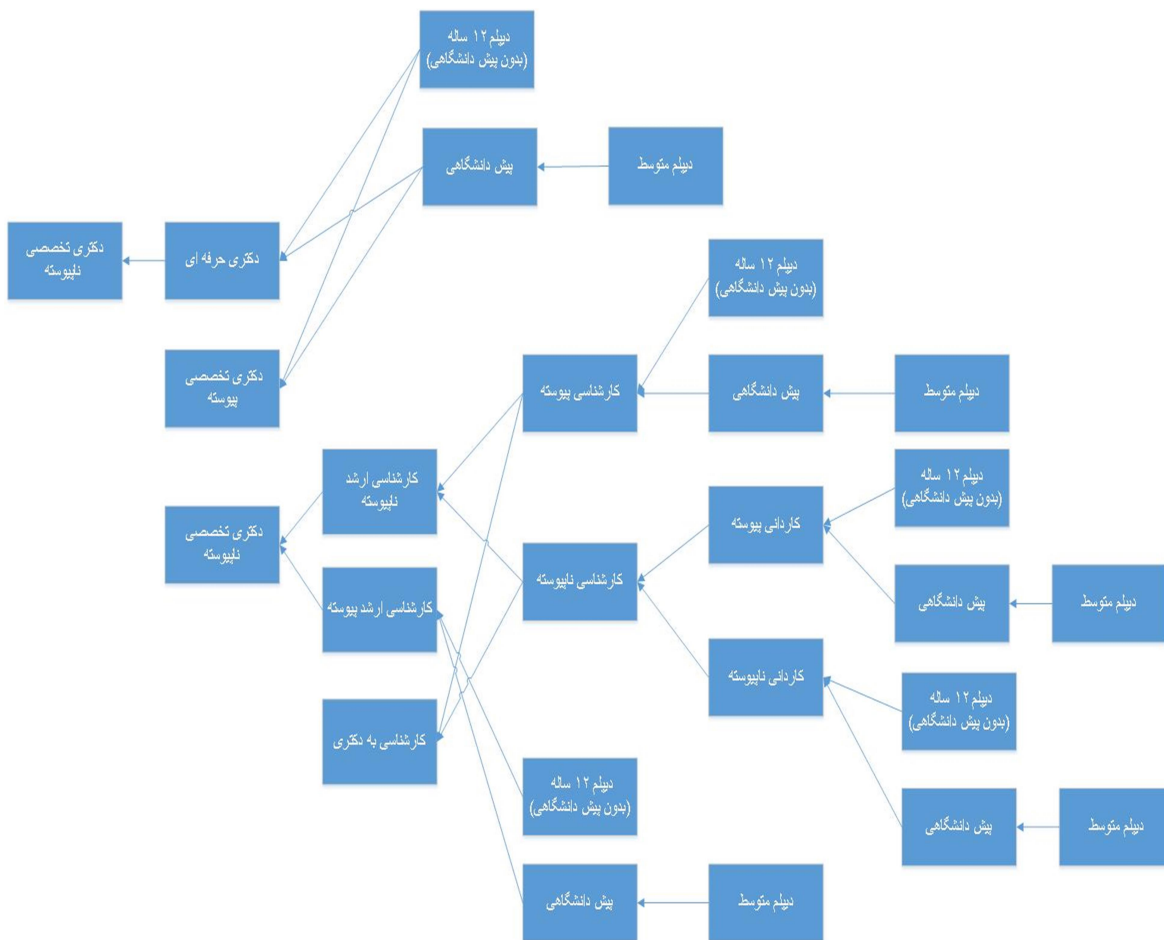 دیپلم ۱۲ ساله
(بدون پیش دانشگاهی)
دیپلم متوسط
پیش دانشگاهی
دکتری حرفه ای
دکتری تخصصی
ناپیوسته
دکتری تخصصی
پیوسته
دیپلم ۱۲ ساله
(بدون پیش دانشگاهی)
دیپلم متوسط
پیش دانشگاهی
کارشناسی پیوسته
دیپلم ۱۲ ساله
(بدون پیش دانشگاهی)
کاردانی پیوسته
دیپلم متوسط
پیش دانشگاهی
کارشناسی ناپیوسته
کارشناسی ارشد
ناپیوسته
دکتری تخصصی
ناپیوسته
کارشناسی ارشد پیوسته
کاردانی ناپیوسته
دیپلم ۱۲ ساله
(بدون پیش دانشگاهی)
کارشناسی به دکتری
دیپلم متوسط
پیش دانشگاهی
دیپلم ۱۲ ساله
(بدون پیش دانشگاهی)
دیپلم متوسط
پیش دانشگاهی